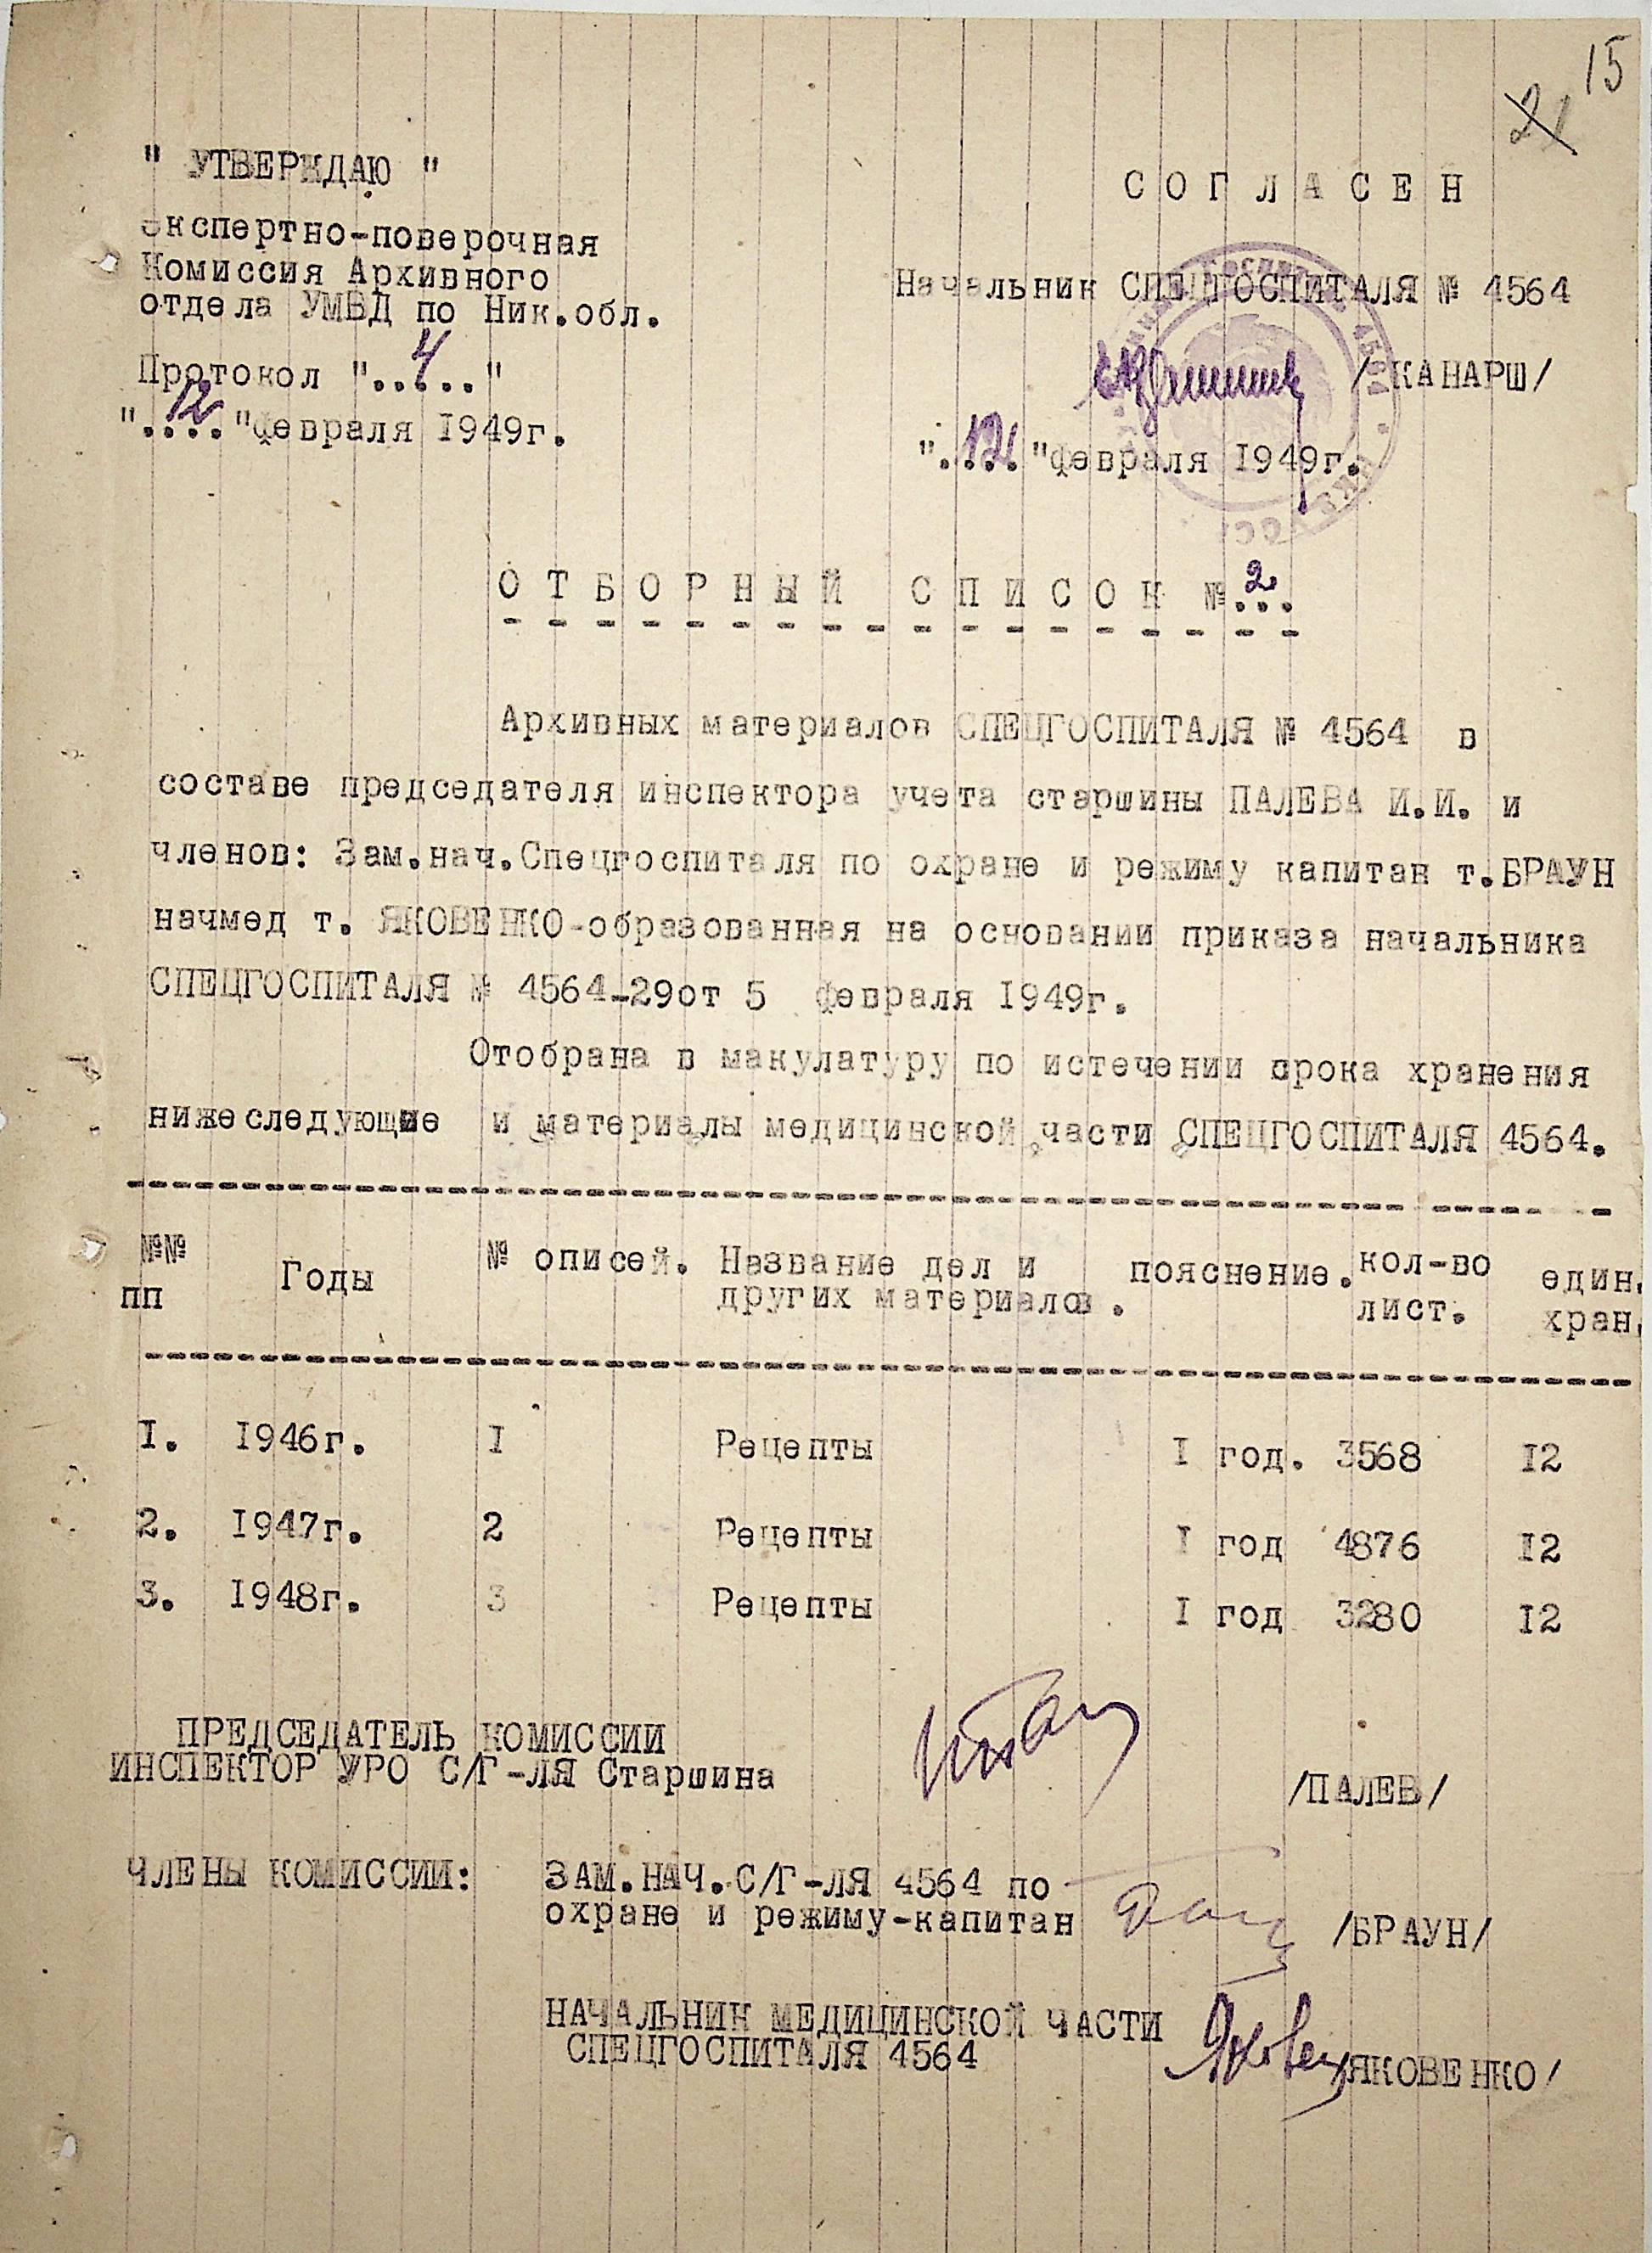 15
21
" УТВЕРЖДАЮ "
экспертно-поверочная
Комиссия Архивного
отдела УМВД по Ник.обл.
Протокол "..4.."
"12"февраля 1949г.
С О Г Л А С Е Н
Начальник СПЕЦГОСПИТАЛЯ № 4564
/ КАНАРШ/
"12"февраля 1949г.
О Т Б О Р Н Ы Й С П И С О К №.2.
Архивных материалов СПЕЦГОСПИТАЛЯ № 4564 в
составе председателя инспектора учета старшины ПАЛЕВА И.И. и
членов: Зам.нач.Спецгоспиталя по охране и режиму капитан т.БРАУН
начмед т. ЯКОВЕНКО-образованная на основании приказа начальника
СПЕЦГОСПИТАЛЯ № 4564-29от 5 февраля 1949г.
Отобрана в макулатуру по истечении срока хранения
нижеследующие и материалы медицинской части СПЕЦГОСПИТАЛЯ 4564.
№№ пп Годы № описей. Название дел и других материалов. пояснение. кол-во лист. един. хран.
I. I946г. I Рецепты I год. 3568 I2
2. I947г. 2 Рецепты I год 4876 I2
3. I948г. 3 Рецепты I год 3280 I2
ПРЕДСЕДАТЕЛЬ КОМИССИИ
ИНСПЕКТОР УРО С/Г-ЛЯ Старшина
/ПАЛЕВ/
ЧЛЕНЫ КОМИССИИ: ЗАМ.НАЧ.С/Г-ЛЯ 4564 по
охране и режиму-капитан /БРАУН/
НАЧАЛЬНИК МЕДИЦИНСКОЙ ЧАСТИ
СПЕЦГОСПИТАЛЯ 4564 /ЯКОВЕНКО/